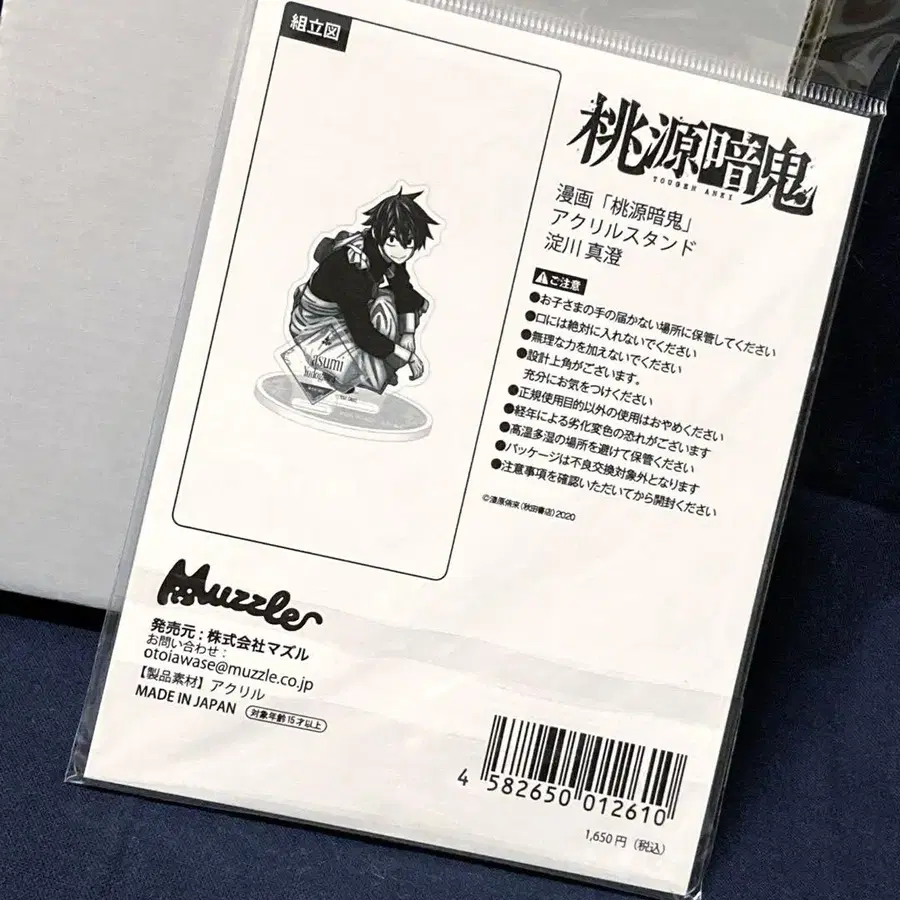 組立図
asumi
桃源暗鬼
TOUGEN ANKI
漫画「桃源暗鬼」
アクリルスタンド
淀川 真澄
ご注意
●お子さまの手の届かない場所に保管してください
●口には絶対に入れないでください
●無理な力を加えないでください
●設計上角がございます。
充分にお気をつけください
●正規使用目的以外の使用はおやめください
●経年による劣化変色の恐れがございます
●高温多湿の場所を避けて保管ください
●パッケージは不良交換対象外となります
●注意事項を確認いただいてから開封ください
©漆原侑来(秋田書店)2020
Muzzle
発売元：株式会社マズル
お問い合わせ：
otoiawase@muzzle.co.jp
【製品素材】アクリル
MADE IN JAPAN 対象年齢15才以上
4 582650 012610
1,650円（税込）